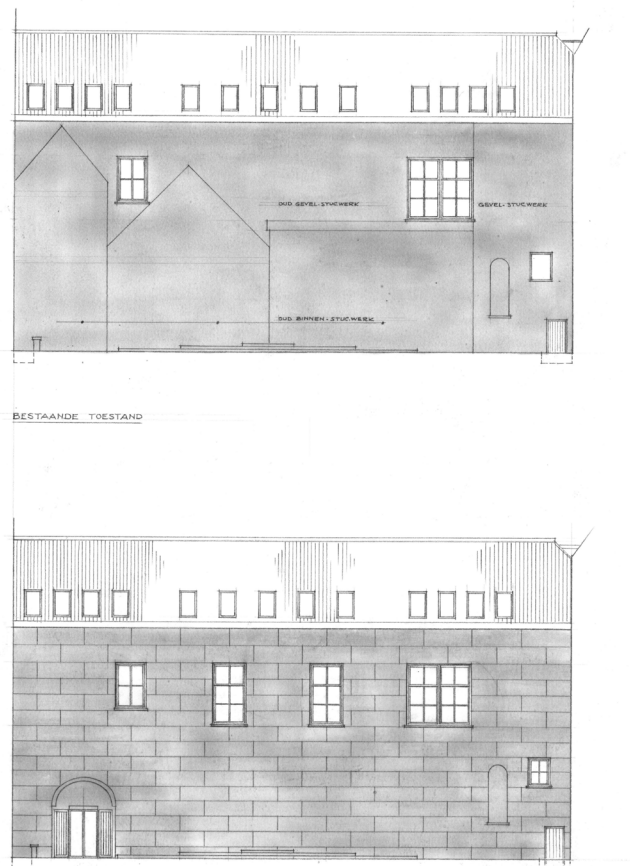 OUD GEVEL-STUCWERK
GEVEL-STUCWERK
OUD BINNEN-STUCWERK
BESTAANDE TOESTAND